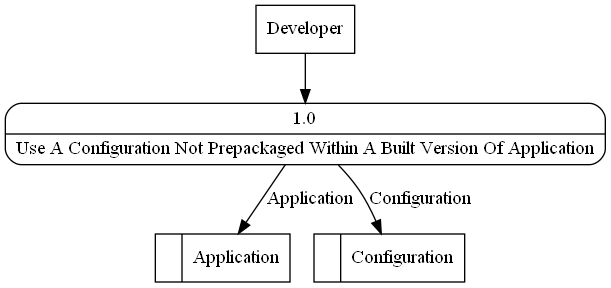 Developer
1.0
Use A Configuration Not Prepackaged Within A Built Version Of Application
Application
Configuration
Application
Configuration